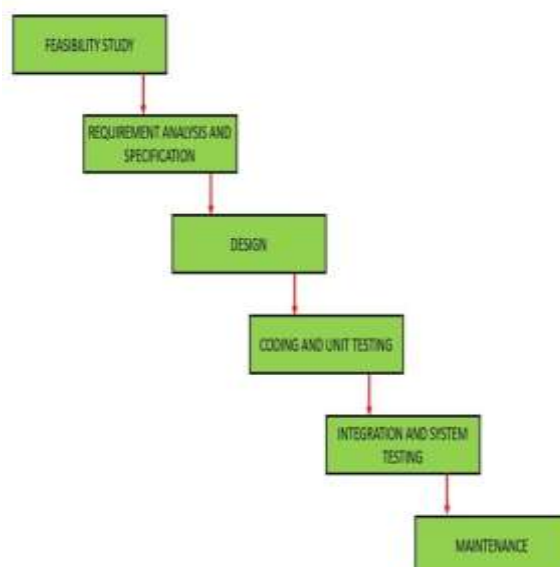 FEASIBILITY STUDY
REQUIREMENT ANALYSIS AND
SPECIFICATION
DESIGN
CODING AND UNIT TESTING
INTEGRATION AND SYSTEM
TESTING
MAINTENANCE